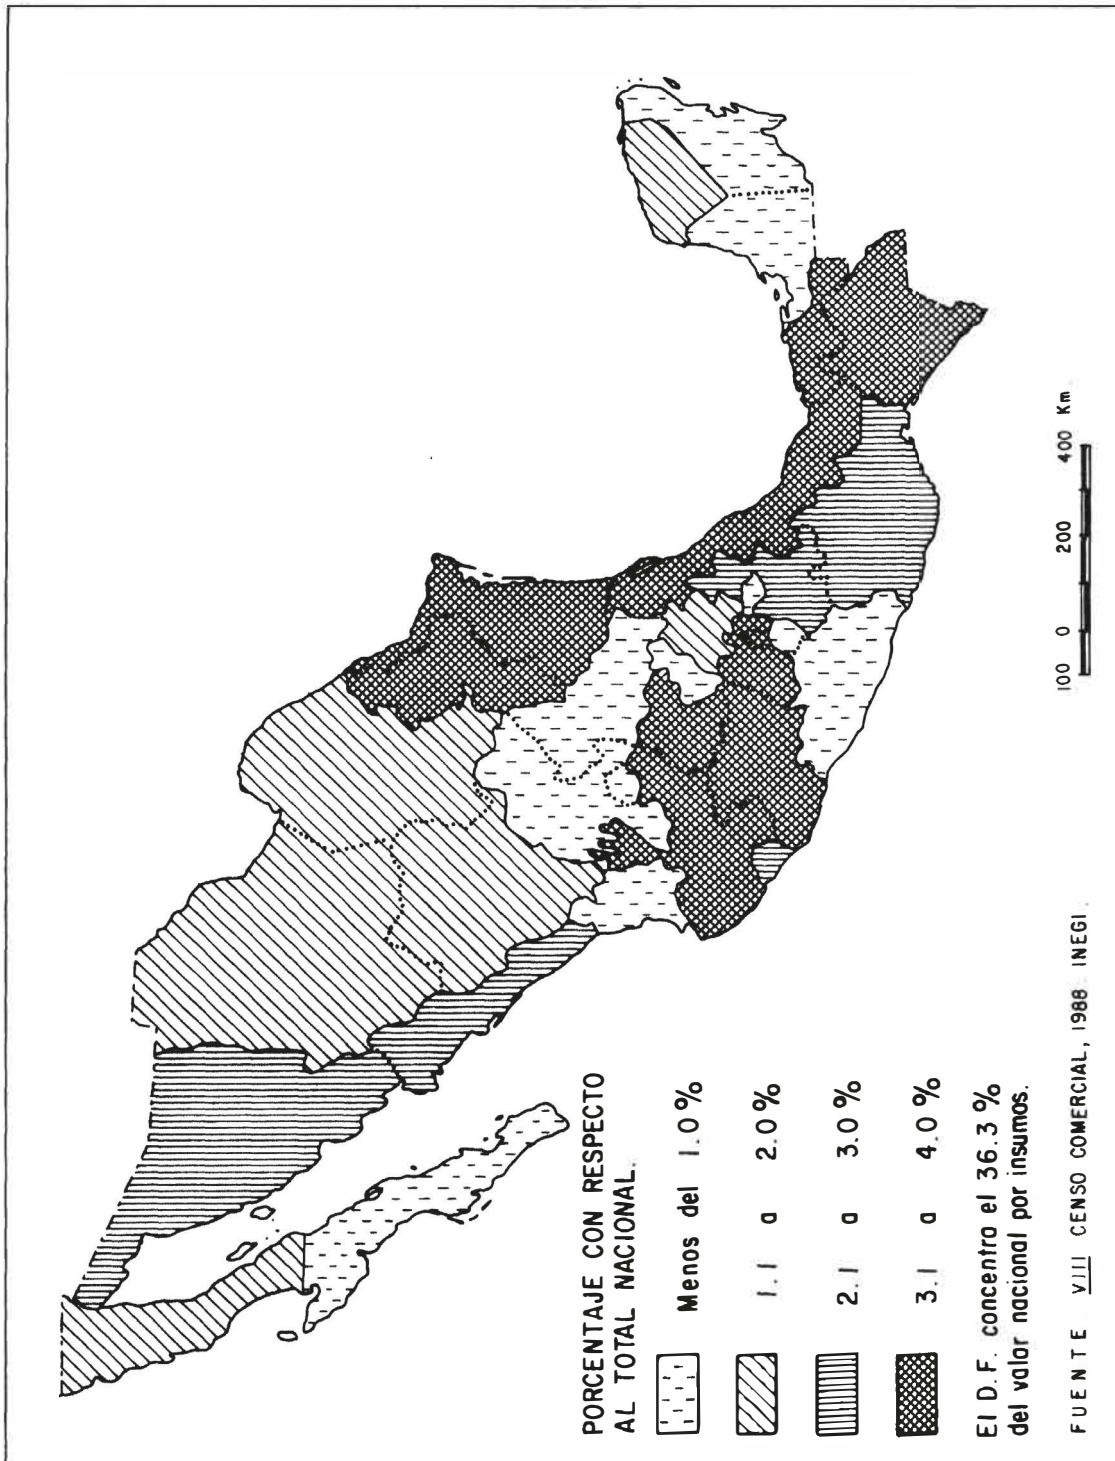 PORCENTAJE CON RESPECTO
AL TOTAL NACIONAL.
Menos del 1.0%
1.1 a 2.0%
2.1 a 3.0%
3.1 a 4.0%
El D.F. concentro el 36.3 %
del valor nacional por insumos.
FUENTE VIII CENSO COMERCIAL, 1988. INEGI.
100 0 200 400 Km.